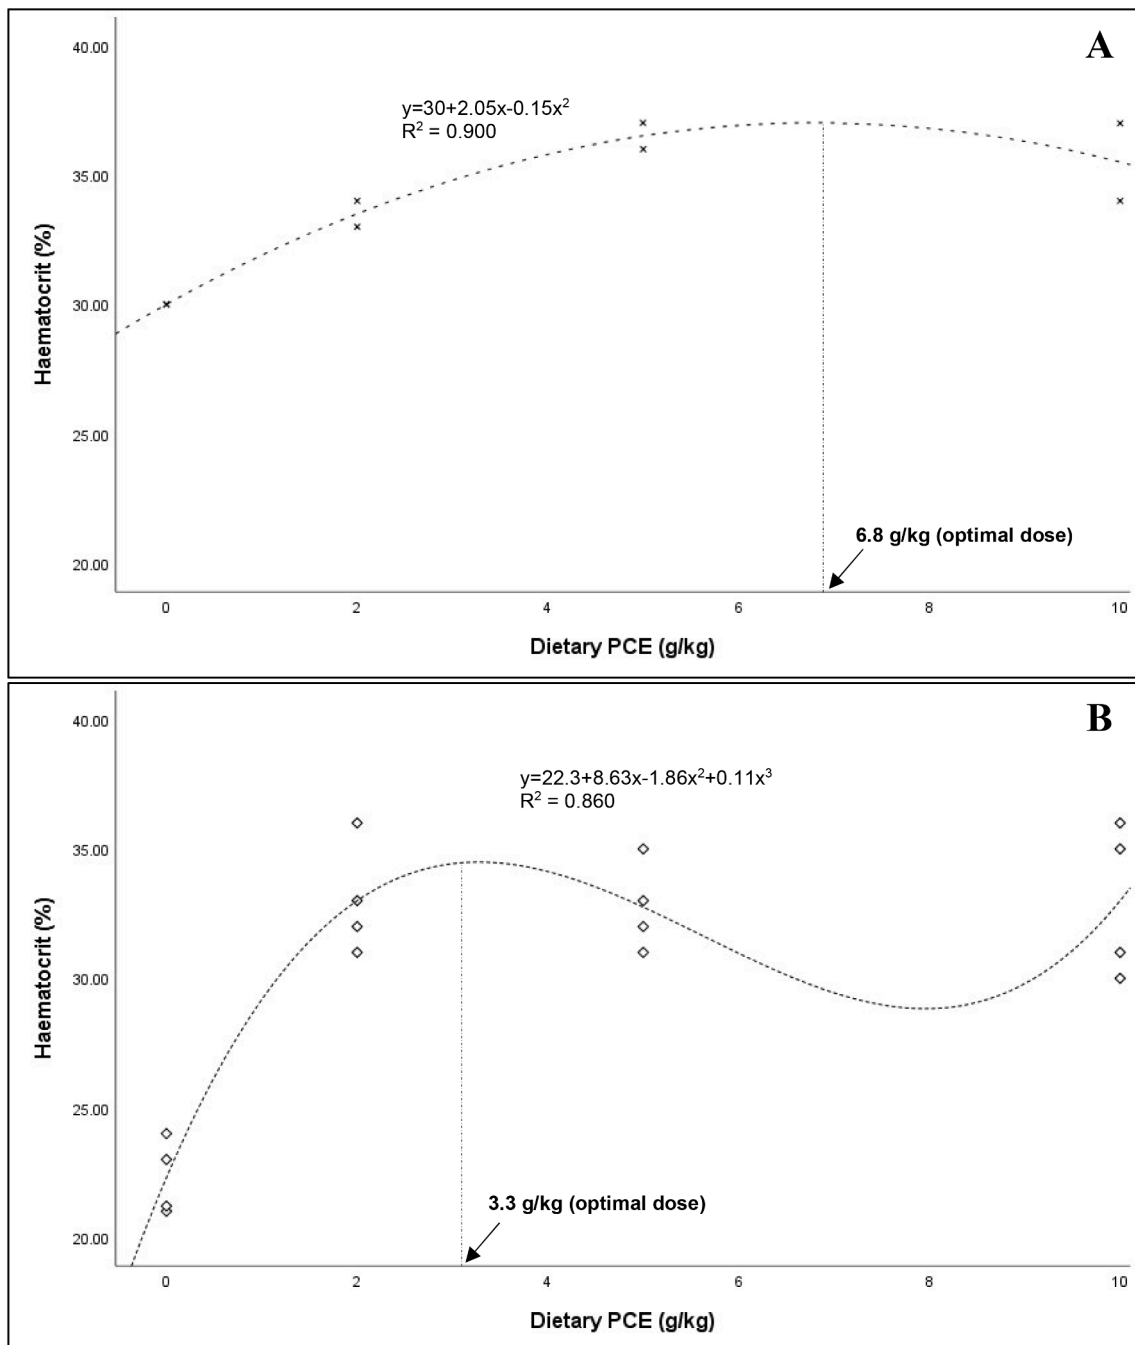 A
40.00
y=30+2.05x-0.15x²
R² = 0.900
35.00
Haematocrit (%)
30.00
25.00
6.8 g/kg (optimal dose)
20.00
0 2 4 6 8 10
Dietary PCE (g/kg)
B
40.00
y=22.3+8.63x-1.86x²+0.11x³
R² = 0.860
35.00
Haematocrit (%)
30.00
25.00
3.3 g/kg (optimal dose)
20.00
0 2 4 6 8 10
Dietary PCE (g/kg)